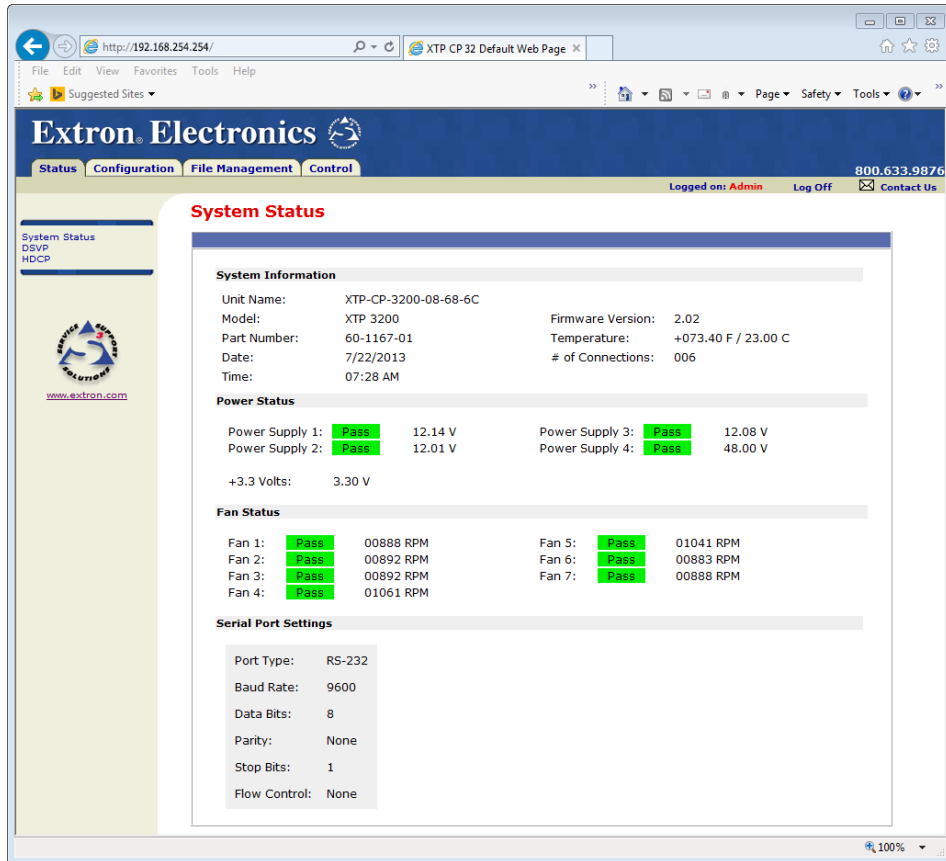 http://192.168.254.254/
XTP CP 32 Default Web Page
File Edit View Favorites Tools Help
Suggested Sites
Page Safety Tools
Extron® Electronics
Status Configuration File Management Control
800.633.9876
Logged on: Admin Log Off Contact Us
System Status
System Status
DSVP
HDCP
SERVICE SUPPORT SOLUTIONS
3
www.extron.com
System Information
Unit Name: XTP-CP-3200-08-68-6C
Model: XTP 3200 Firmware Version: 2.02
Part Number: 60-1167-01 Temperature: +073.40 F / 23.00 C
Date: 7/22/2013 # of Connections: 006
Time: 07:28 AM
Power Status
Power Supply 1: Pass 12.14 V Power Supply 3: Pass 12.08 V
Power Supply 2: Pass 12.01 V Power Supply 4: Pass 48.00 V
+3.3 Volts: 3.30 V
Fan Status
Fan 1: Pass 00888 RPM Fan 5: Pass 01041 RPM
Fan 2: Pass 00892 RPM Fan 6: Pass 00883 RPM
Fan 3: Pass 00892 RPM Fan 7: Pass 00888 RPM
Fan 4: Pass 01061 RPM
Serial Port Settings
Port Type: RS-232
Baud Rate: 9600
Data Bits: 8
Parity: None
Stop Bits: 1
Flow Control: None
100%